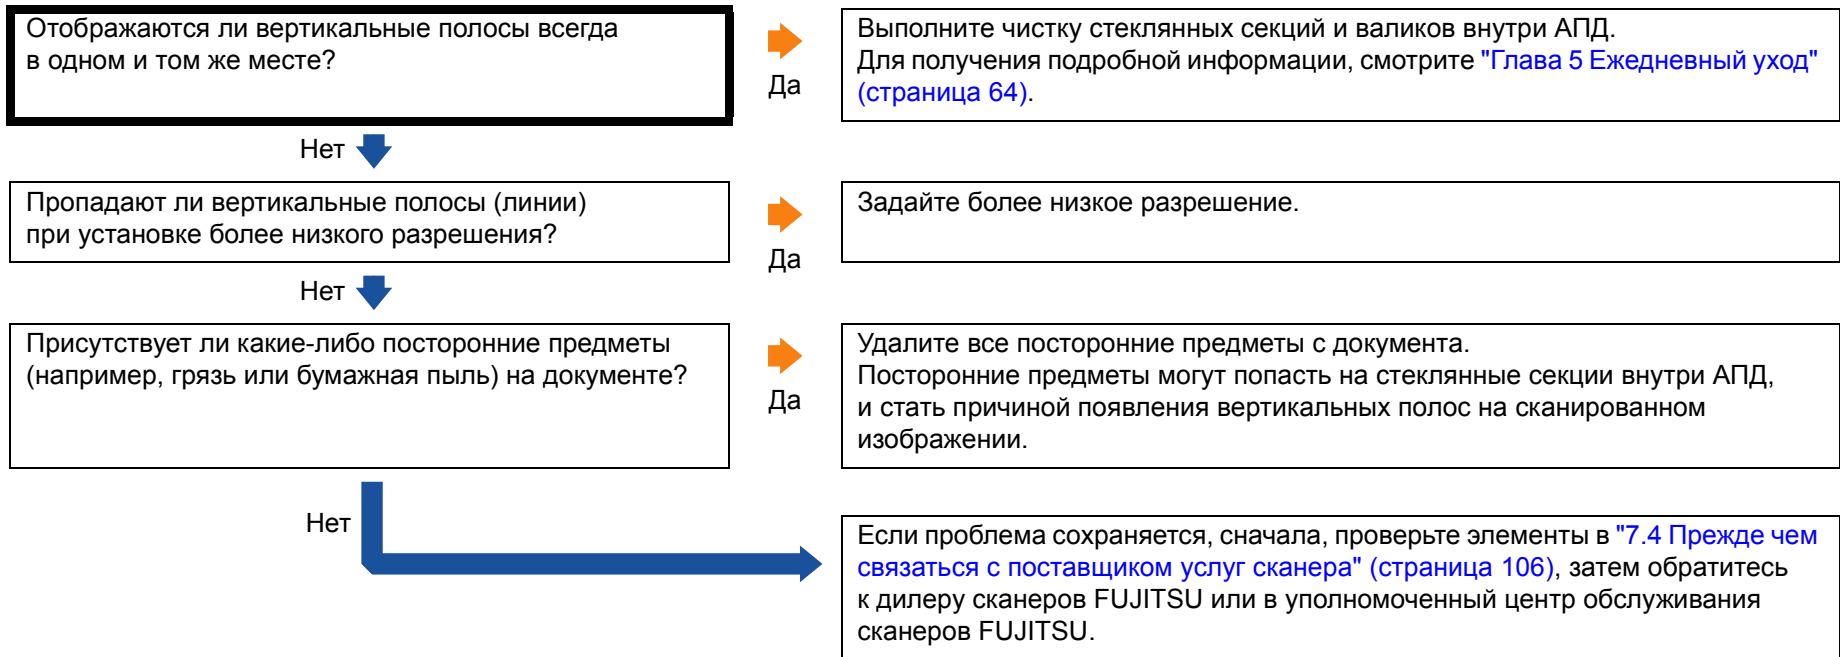 Отображаются ли вертикальные полосы всегда
в одном и том же месте?
Да
Выполните чистку стеклянных секций и валиков внутри АПД.
Для получения подробной информации, смотрите "Глава 5 Ежедневный уход"
(страница 64).
Нет
Пропадают ли вертикальные полосы (линии)
при установке более низкого разрешения?
Да
Задайте более низкое разрешение.
Нет
Присутствует ли какие-либо посторонние предметы
(например, грязь или бумажная пыль) на документе?
Да
Удалите все посторонние предметы с документа.
Посторонние предметы могут попасть на стеклянные секции внутри АПД,
и стать причиной появления вертикальных полос на сканированном
изображении.
Нет
Если проблема сохраняется, сначала, проверьте элементы в "7.4 Прежде чем
связаться с поставщиком услуг сканера" (страница 106), затем обратитесь
к дилеру сканеров FUJITSU или в уполномоченный центр обслуживания
сканеров FUJITSU.